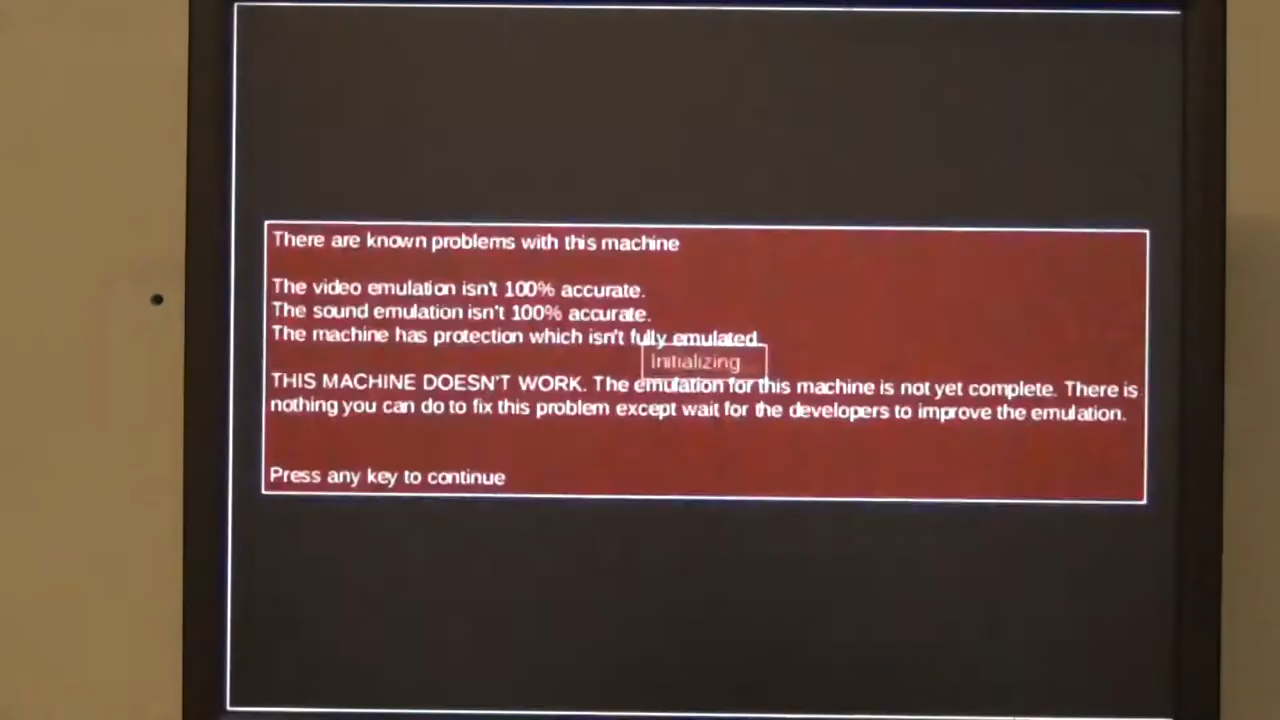 There are known problems with this machine
The video emulation isn't 100% accurate.
The sound emulation isn't 100% accurate.
The machine has protection which isn't fully emulated.
Initializing...
THIS MACHINE DOESN'T WORK. The emulation for this machine is not yet complete. There is
nothing you can do to fix this problem except wait for the developers to improve the emulation.
Press any key to continue